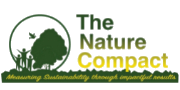 The
Nature
Compact
Measuring Sustainability through impactful results